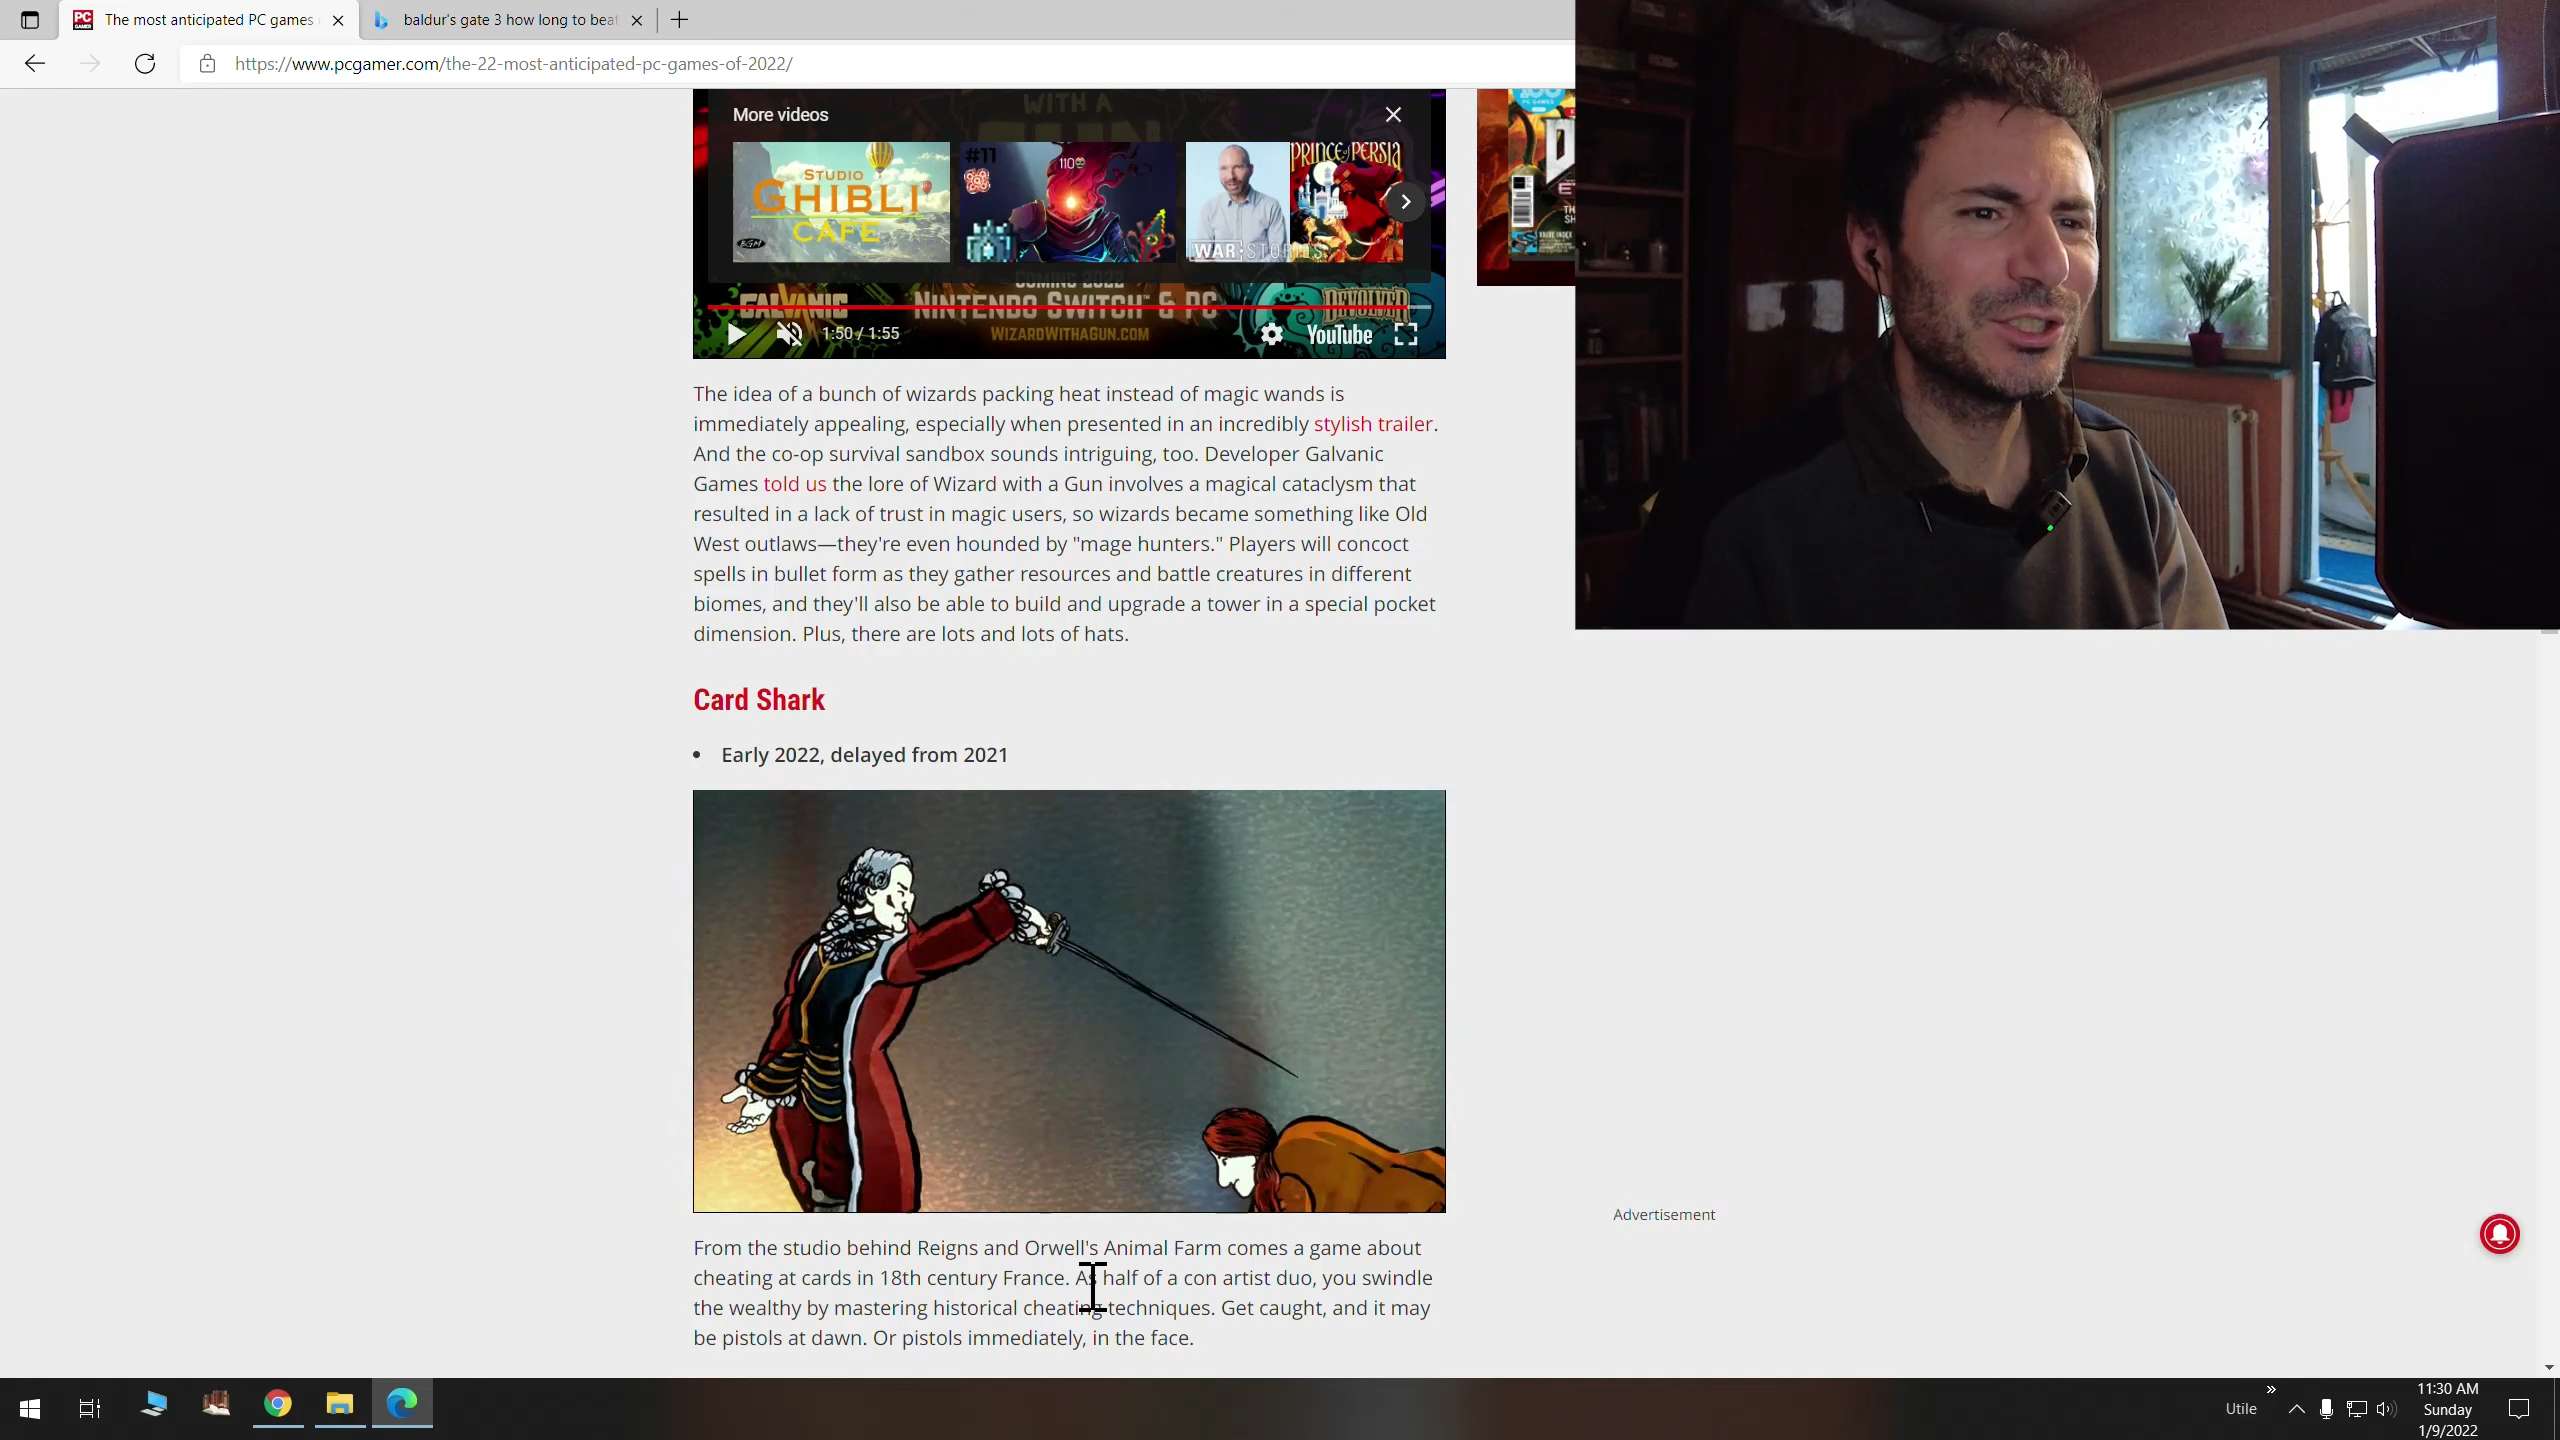 The most anticipated PC games
baldur's gate 3 how long to beat
https://www.pcgamer.com/the-22-most-anticipated-pc-games-of-2022/
WITH A
More videos
STUDIO
GHIBLI
CAFE
BGM
#11
110
PRINCE of PERSIA
WAR STORIES
COMING 2022
GALVANIC
NINTENDO SWITCH™ & PC
DEVOLVER
WIZARDWITHAGUN.COM
1:50 / 1:55
YouTube
The idea of a bunch of wizards packing heat instead of magic wands is
immediately appealing, especially when presented in an incredibly stylish trailer.
And the co-op survival sandbox sounds intriguing, too. Developer Galvanic
Games told us the lore of Wizard with a Gun involves a magical cataclysm that
resulted in a lack of trust in magic users, so wizards became something like Old
West outlaws—they're even hounded by "mage hunters." Players will concoct
spells in bullet form as they gather resources and battle creatures in different
biomes, and they'll also be able to build and upgrade a tower in a special pocket
dimension. Plus, there are lots and lots of hats.
Card Shark
• Early 2022, delayed from 2021
Advertisement
From the studio behind Reigns and Orwell's Animal Farm comes a game about
cheating at cards in 18th century France. As half of a con artist duo, you swindle
the wealthy by mastering historical cheating techniques. Get caught, and it may
be pistols at dawn. Or pistols immediately, in the face.
Utile
11:30 AM
Sunday
1/9/2022